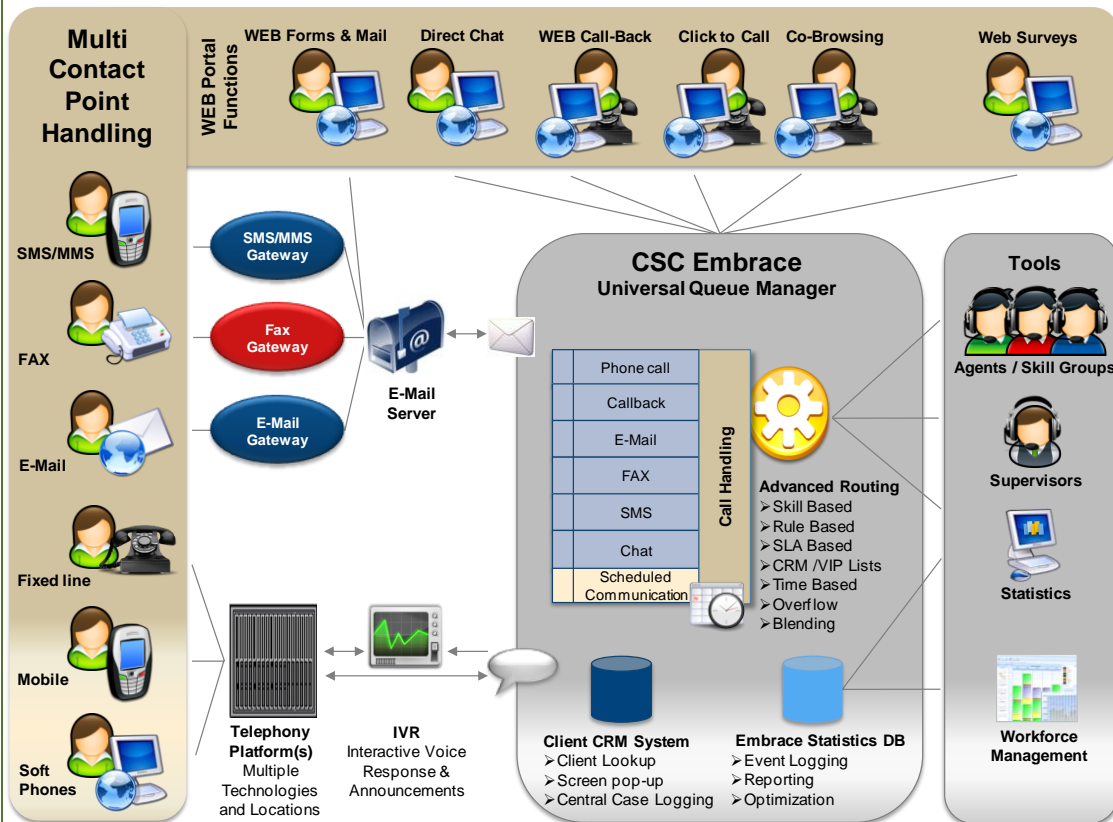 Multi
Contact
Point
Handling
WEB Portal
Functions
WEB Forms & Mail
Direct Chat
WEB Call-Back
Click to Call
Co-Browsing
Web Surveys
SMS/MMS
FAX
E-Mail
Fixed line
Mobile
Soft
Phones
SMS/MMS
Gateway
Fax
Gateway
E-Mail
Gateway
@
E-Mail
Server
Telephony
Platform(s)
Multiple
Technologies
and Locations
IVR
Interactive Voice
Response &
Announcements
CSC Embrace
Universal Queue Manager
Phone call
Callback
E-Mail
FAX
SMS
Chat
Scheduled
Communication
Call Handling
Advanced Routing
➢Skill Based
➢Rule Based
➢SLA Based
➢CRM /VIP Lists
➢Time Based
➢Overflow
➢Blending
Client CRM System
➢Client Lookup
➢Screen pop-up
➢Central Case Logging
Embrace Statistics DB
➢Event Logging
➢Reporting
➢Optimization
Tools
Agents / Skill Groups
Supervisors
Statistics
Workforce
Management